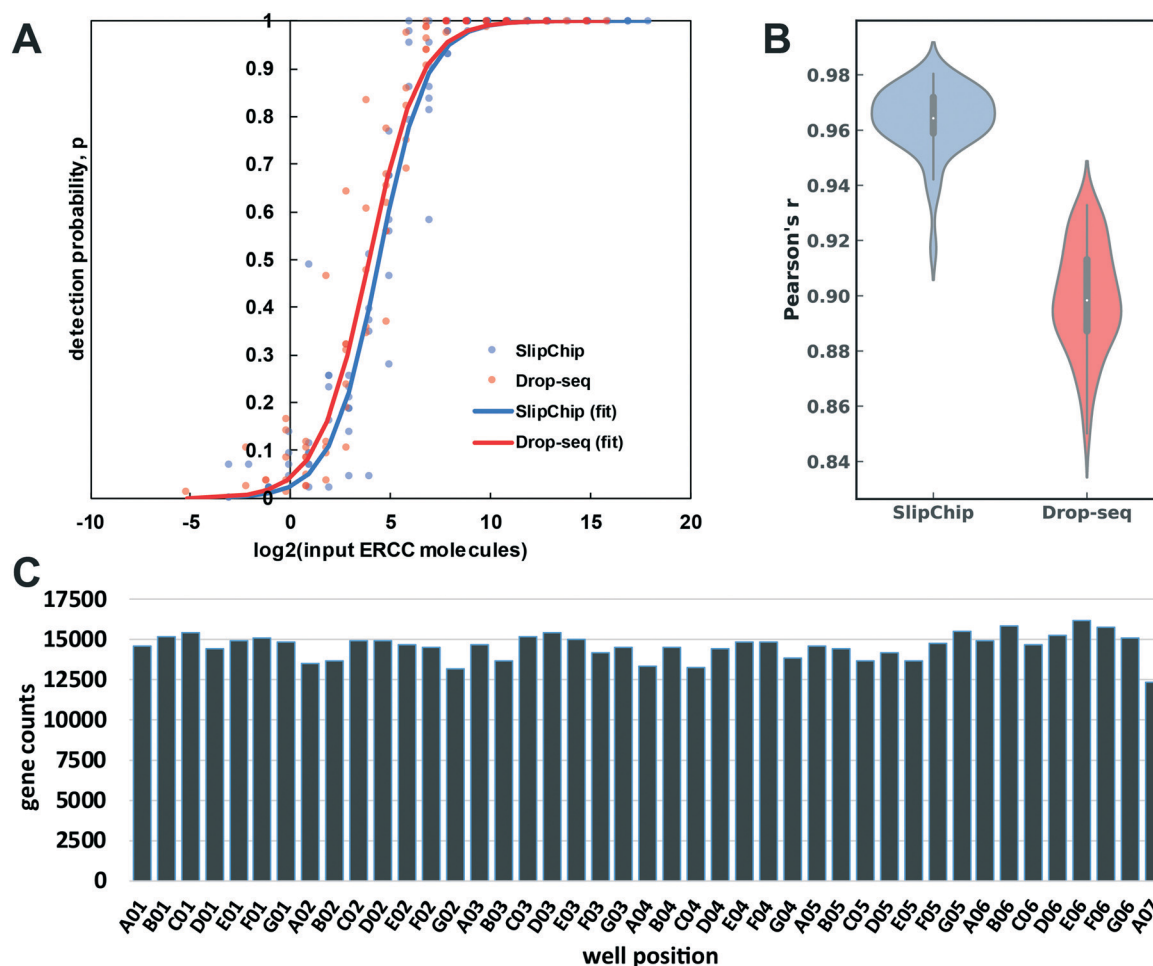 A
1
0.9
0.8
0.7
0.6
0.5
0.4
0.3
0.2
0.1
0
detection probability, p
SlipChip
Drop-seq
SlipChip (fit)
Drop-seq (fit)
-10 -5 0 5 10 15 20
log2(input ERCC molecules)
B
0.98
0.96
0.94
0.92
0.90
0.88
0.86
0.84
Pearson's r
SlipChip Drop-seq
C
17500
15000
12500
10000
7500
5000
2500
0
gene counts
A01 B01 C01 D01 E01 F01 G01 A02 B02 C02 D02 E02 F02 G02 A03 B03 C03 D03 E03 F03 G03 A04 B04 C04 D04 E04 F04 G04 A05 B05 C05 D05 E05 F05 G05 A06 B06 C06 D06 E06 F06 G06 A07
well position